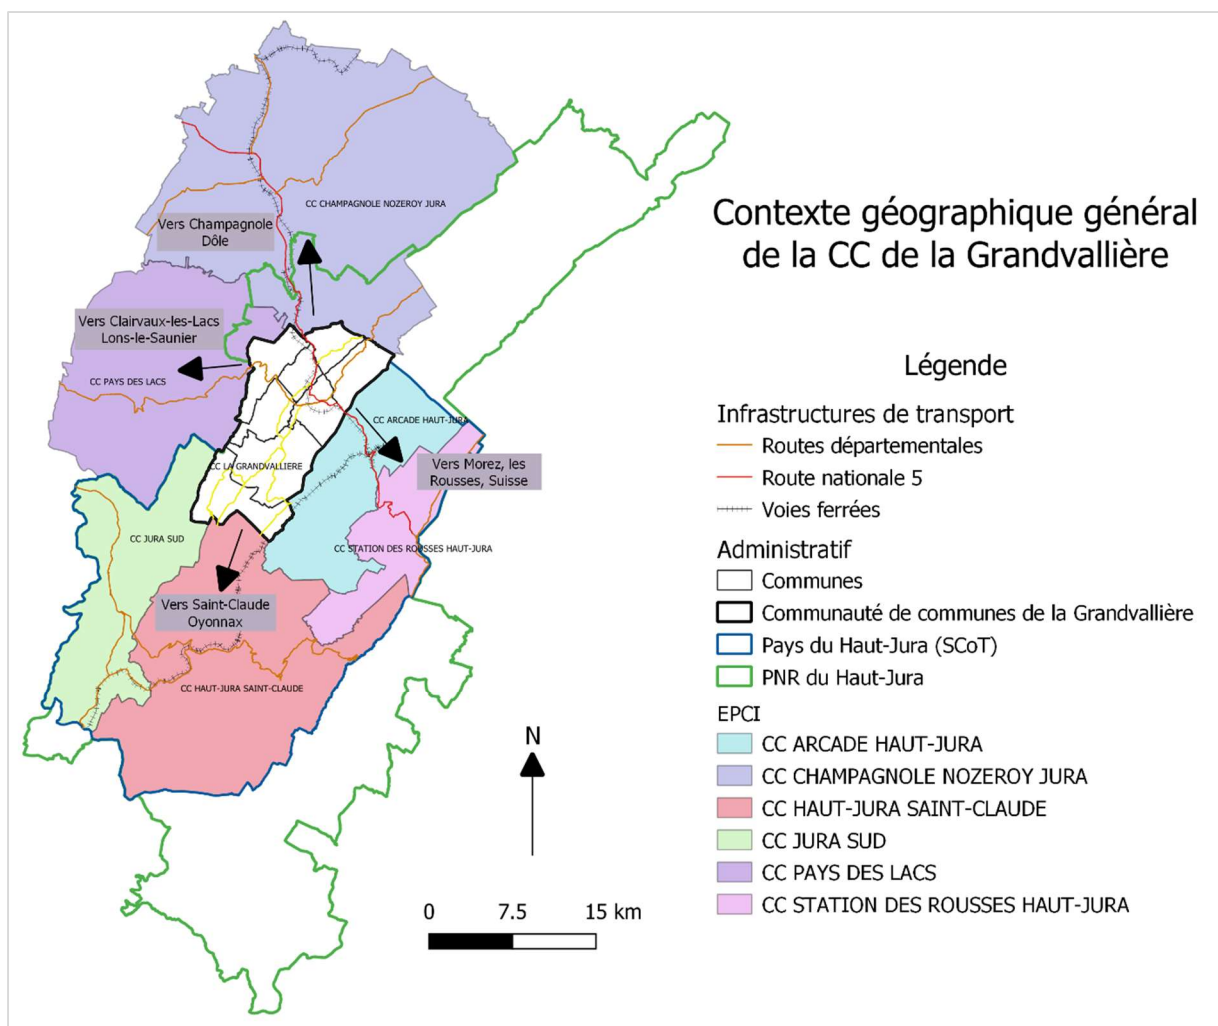 Contexte géographique général
de la CC de la Grandvallière
CC CHAMPAGNOLE NOZEROY JURA
Vers Champagnole
Dôle
Vers Clairvaux-les-Lacs
Lons-le-Saunier
CC PAYS DES LACS
CC ARCADE HAUT-JURA
CC LA GRANDVALLIERE
Vers Morez, les
Rousses, Suisse
CC JURA SUD
CC STATION DES ROUSSES HAUT-JURA
Vers Saint-Claude
Oyonnax
CC HAUT-JURA SAINT-CLAUDE
N
0 7.5 15 km
Légende
Infrastructures de transport
Routes départementales
Route nationale 5
Voies ferrées
Administratif
Communes
Communauté de communes de la Grandvallière
Pays du Haut-Jura (SCoT)
PNR du Haut-Jura
EPCI
CC ARCADE HAUT-JURA
CC CHAMPAGNOLE NOZEROY JURA
CC HAUT-JURA SAINT-CLAUDE
CC JURA SUD
CC PAYS DES LACS
CC STATION DES ROUSSES HAUT-JURA